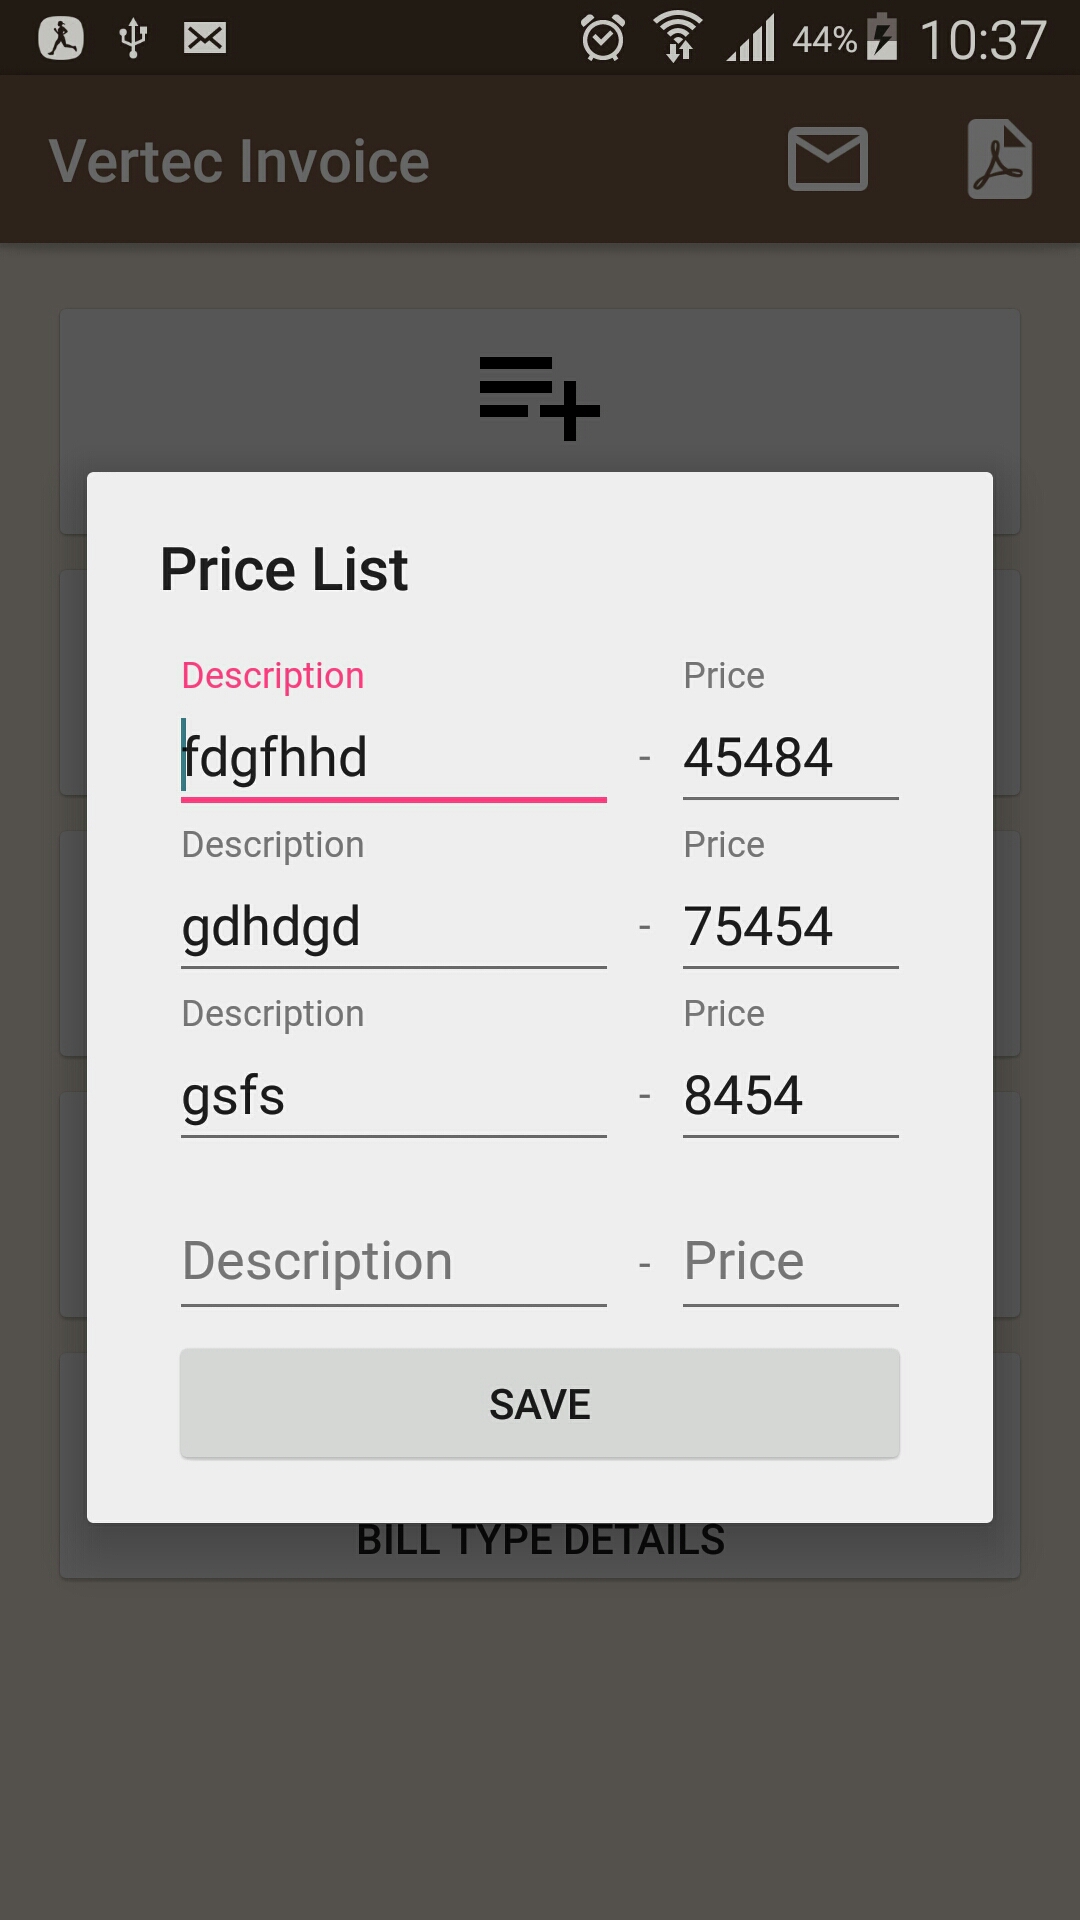 44% 10:37
Vertec Invoice
Price List
Description Price
fdgfhhd - 45484
Description Price
gdhdgd - 75454
Description Price
gsfs - 8454
Description - Price
SAVE
BILL TYPE DETAILS